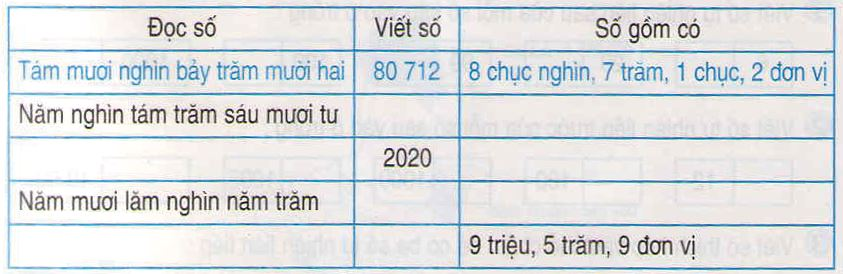 Đọc số Viết số Số gồm có
Tám mươi nghìn bảy trăm mười hai 80 712 8 chục nghìn, 7 trăm, 1 chục, 2 đơn vị
Năm nghìn tám trăm sáu mươi tư
2020
Năm mươi lăm nghìn năm trăm
9 triệu, 5 trăm, 9 đơn vị